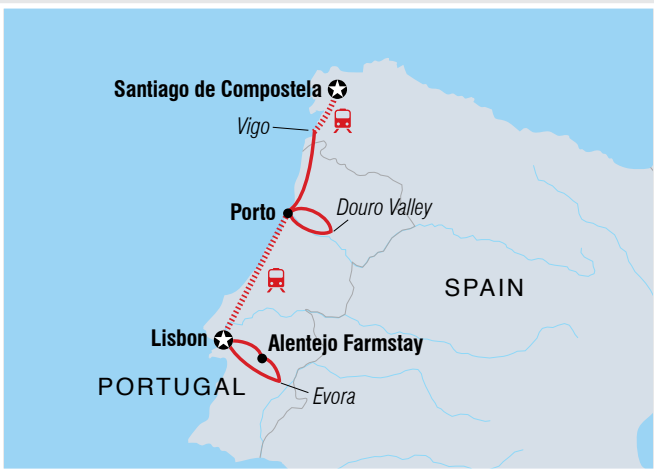 Santiago de Compostela
Vigo
Porto
Douro Valley
SPAIN
Lisbon
Alentejo Farmstay
PORTUGAL
Evora